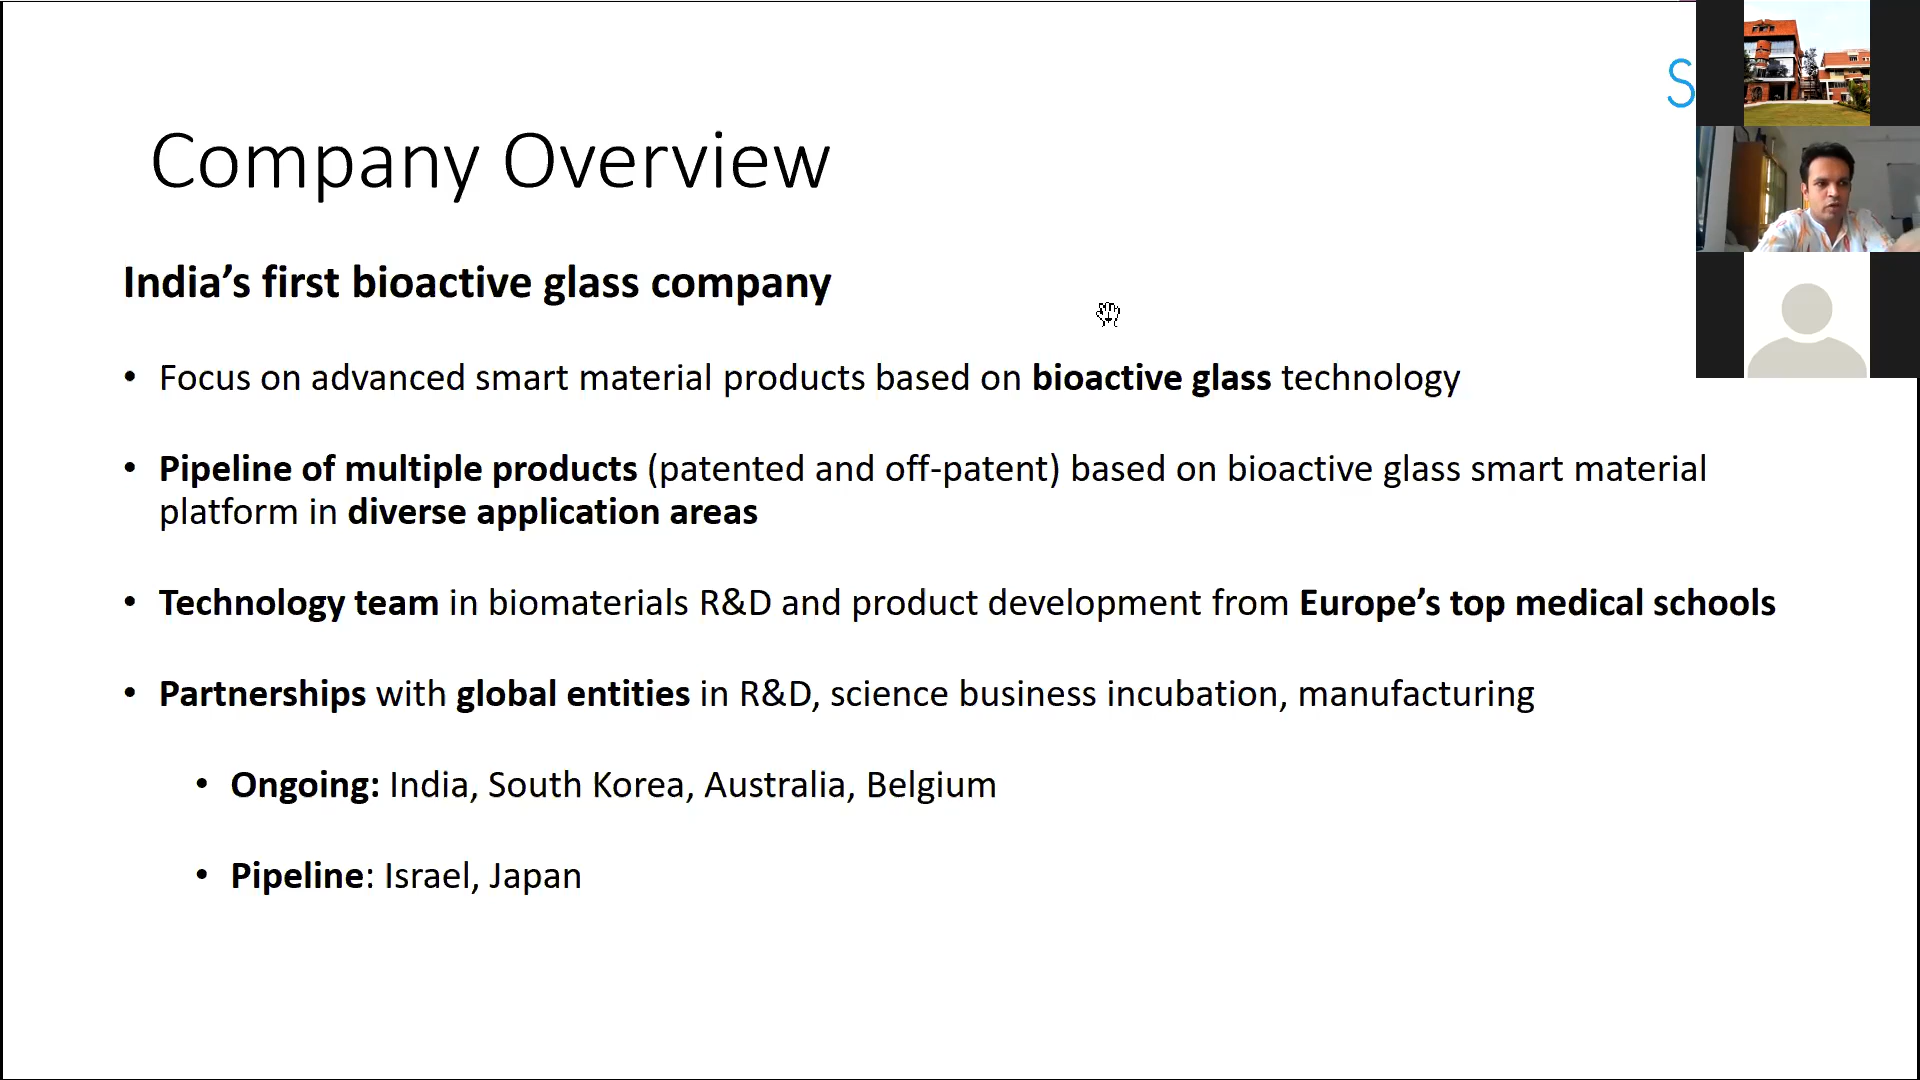 S
Company Overview
India’s first bioactive glass company
• Focus on advanced smart material products based on bioactive glass technology
• Pipeline of multiple products (patented and off-patent) based on bioactive glass smart material
platform in diverse application areas
• Technology team in biomaterials R&D and product development from Europe’s top medical schools
• Partnerships with global entities in R&D, science business incubation, manufacturing
• Ongoing: India, South Korea, Australia, Belgium
• Pipeline: Israel, Japan